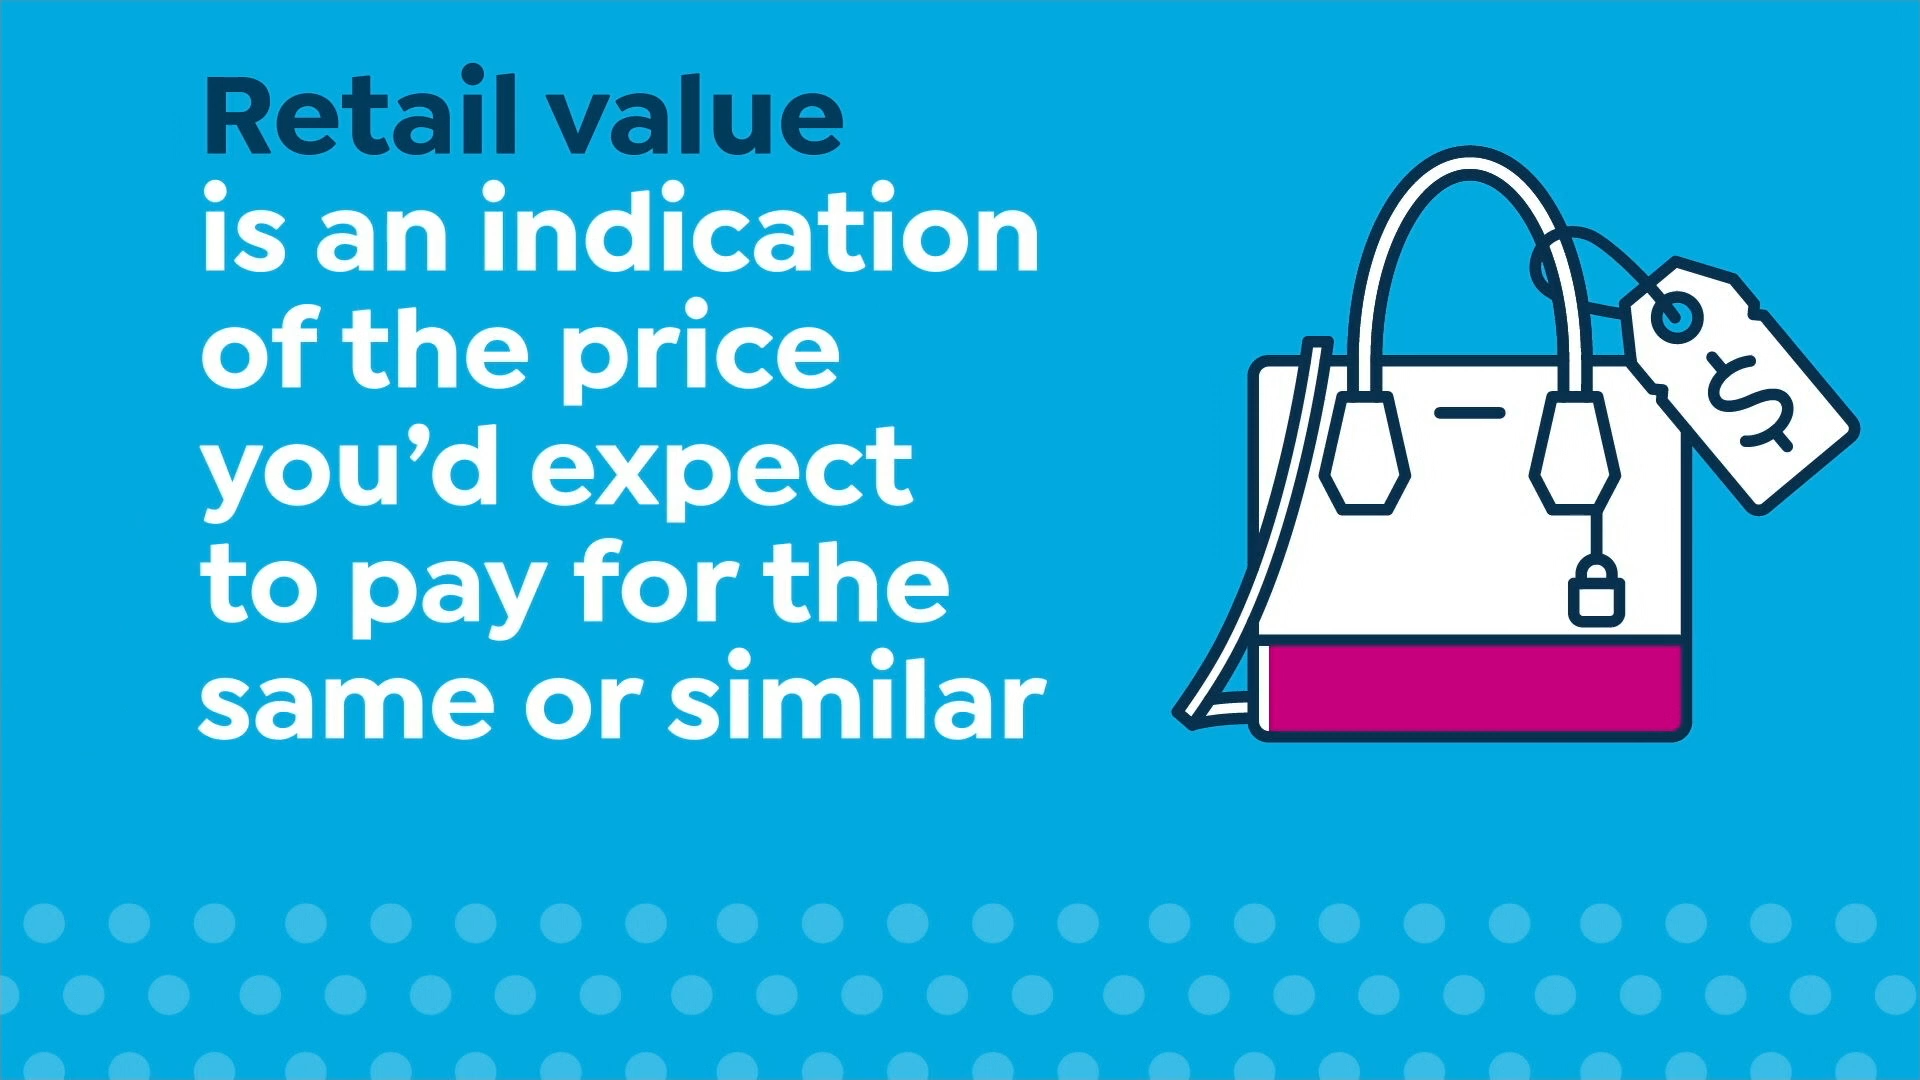 Retail value
is an indication
of the price
you’d expect
to pay for the
same or similar
$